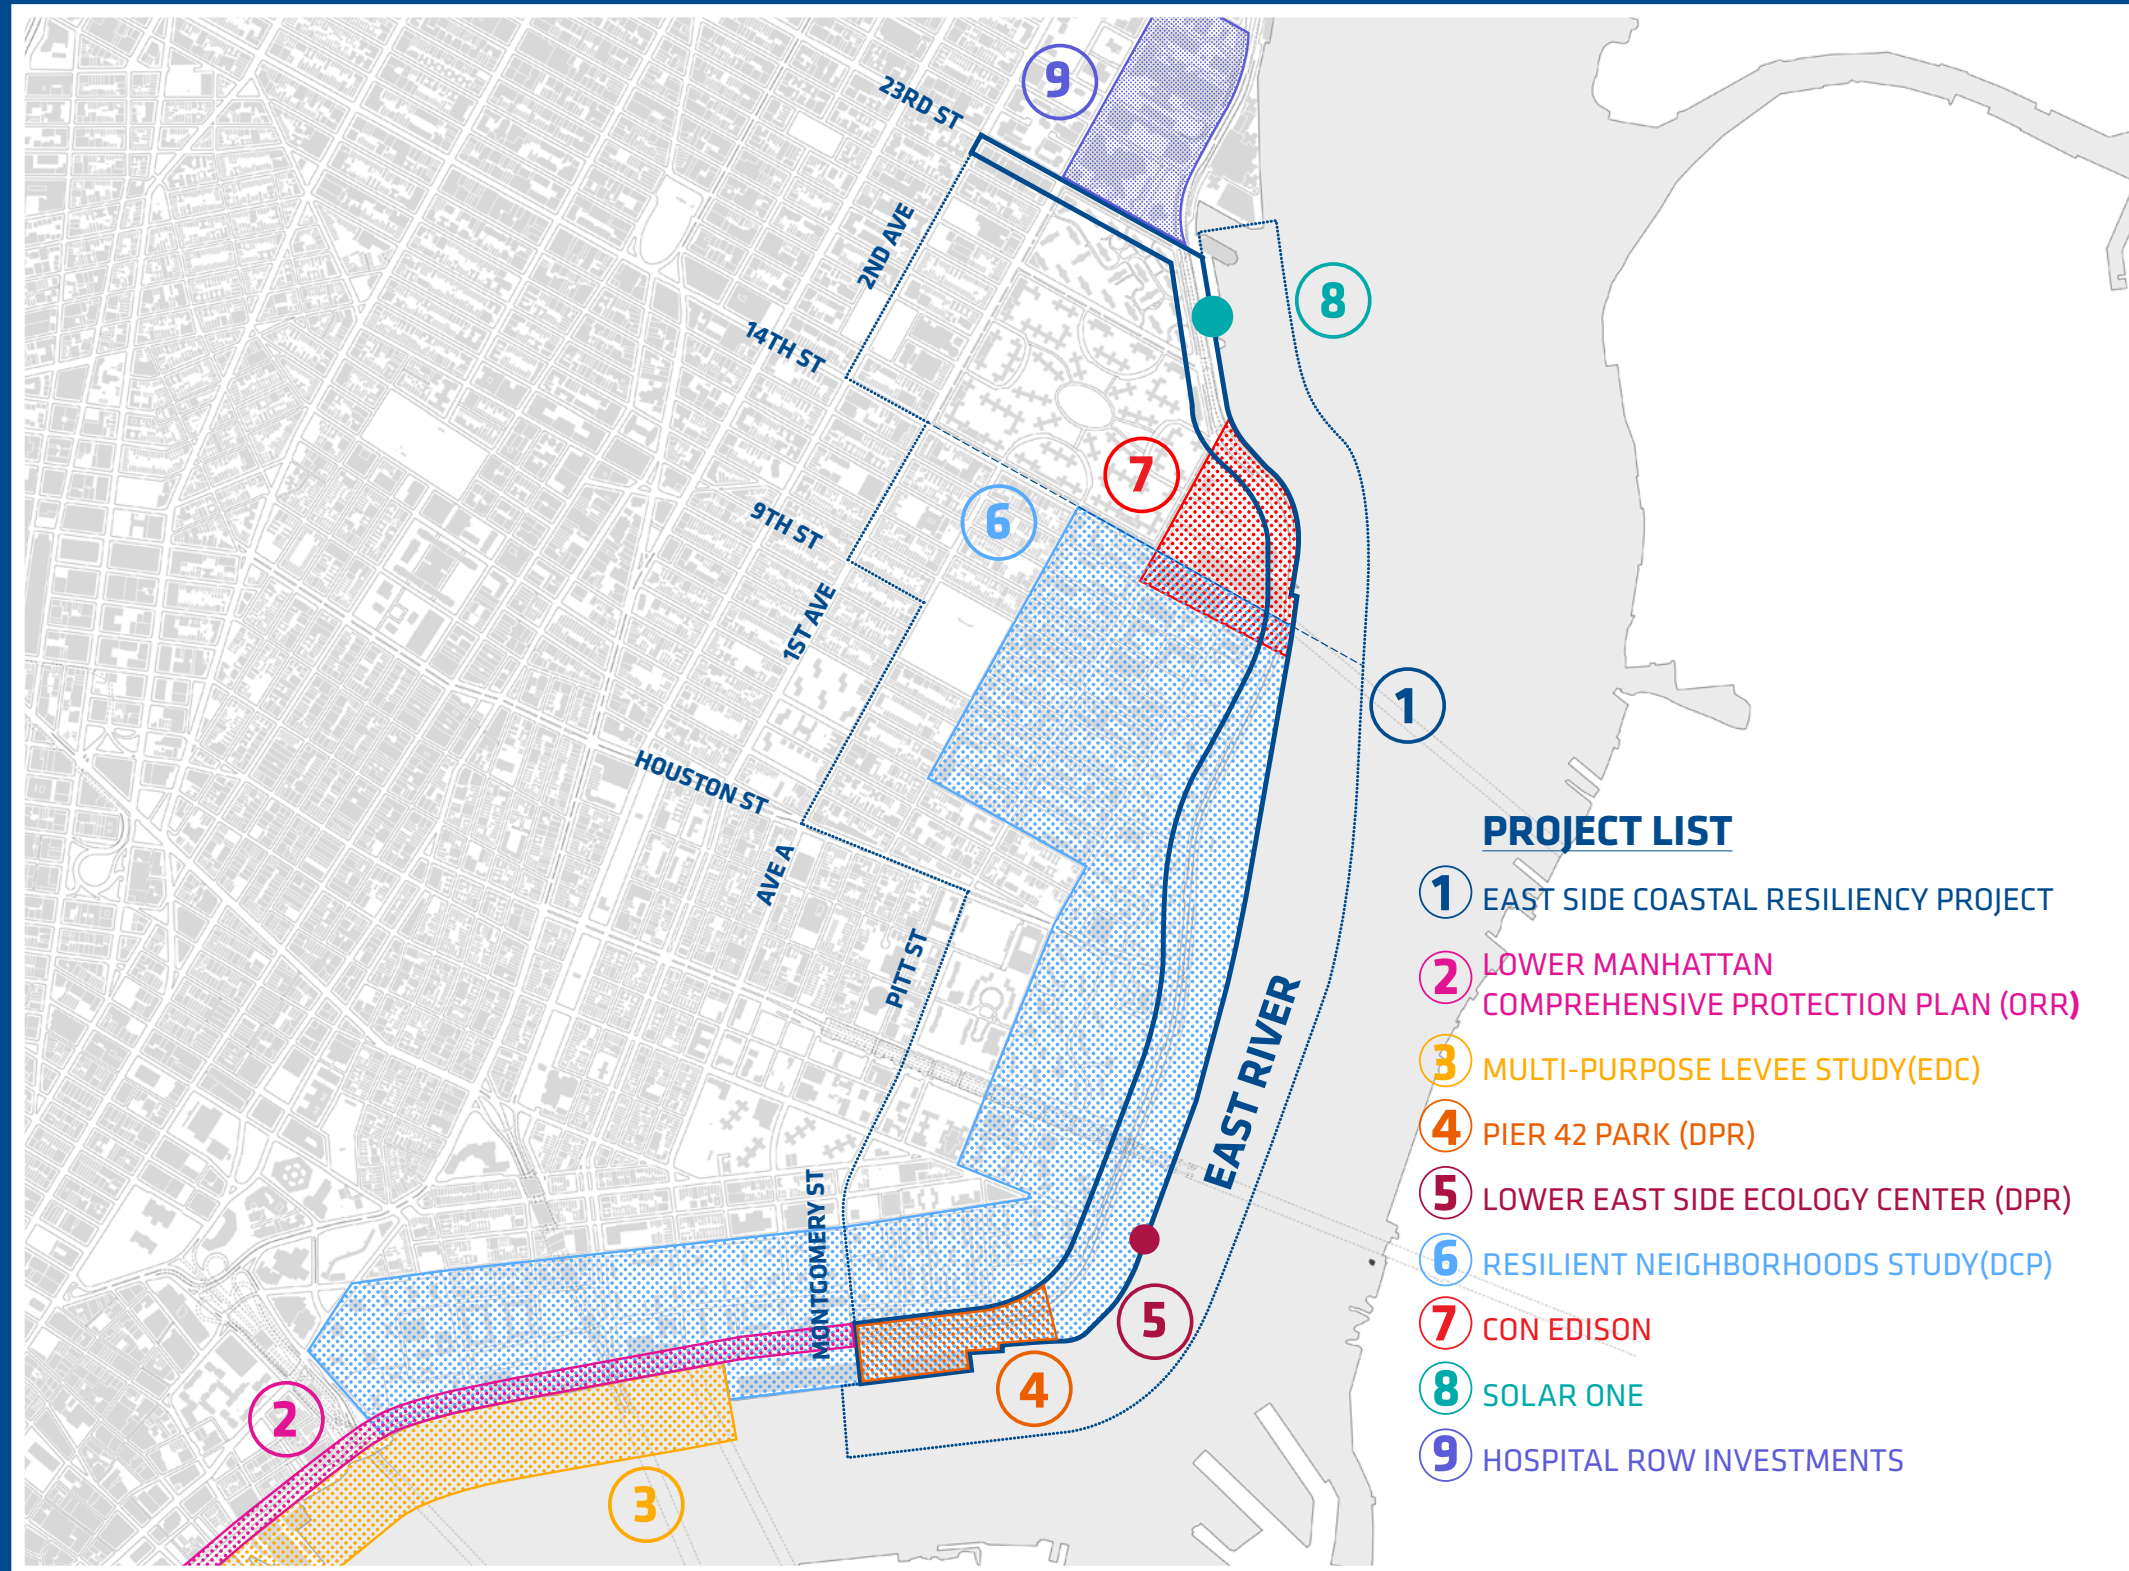 9
23RD ST
2ND AVE
8
14TH ST
7
6
9TH ST
1ST AVE
1
HOUSTON ST
AVE A
PITT ST
EAST RIVER
MONTGOMERY ST
5
4
2
3
PROJECT LIST
1 EAST SIDE COASTAL RESILIENCY PROJECT
2 LOWER MANHATTAN
COMPREHENSIVE PROTECTION PLAN (ORR)
3 MULTI-PURPOSE LEVEE STUDY(EDC)
4 PIER 42 PARK (DPR)
5 LOWER EAST SIDE ECOLOGY CENTER (DPR)
6 RESILIENT NEIGHBORHOODS STUDY(DCP)
7 CON EDISON
8 SOLAR ONE
9 HOSPITAL ROW INVESTMENTS